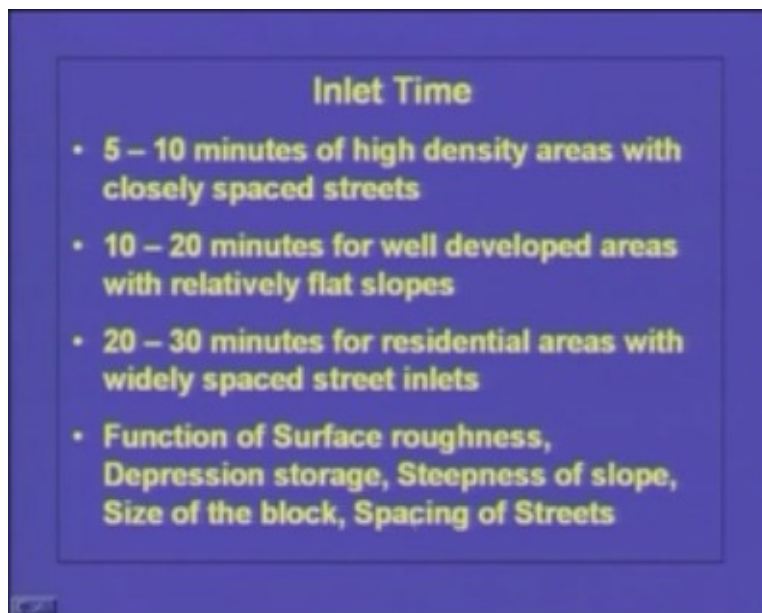 Inlet Time
• 5 – 10 minutes of high density areas with
closely spaced streets
• 10 – 20 minutes for well developed areas
with relatively flat slopes
• 20 – 30 minutes for residential areas with
widely spaced street inlets
• Function of Surface roughness,
Depression storage, Steepness of slope,
Size of the block, Spacing of Streets